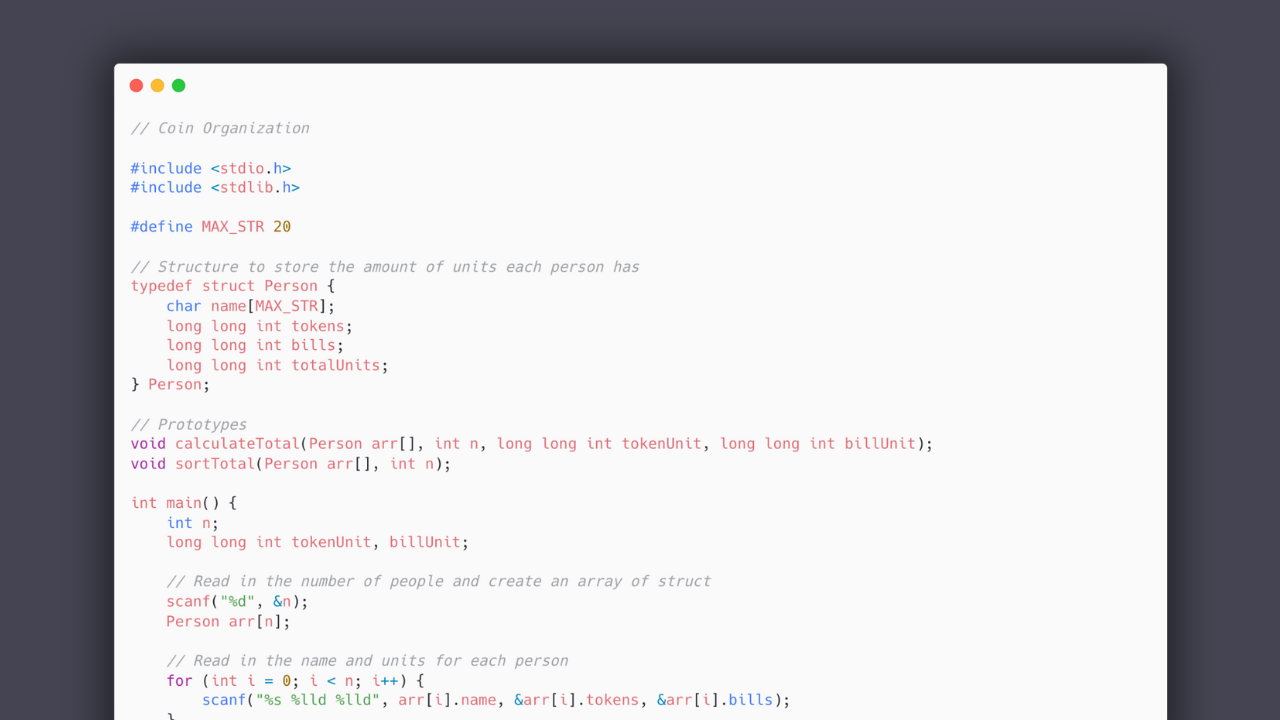 // Coin Organization
#include <stdio.h>
#include <stdlib.h>
#define MAX_STR 20
// Structure to store the amount of units each person has
typedef struct Person {
    char name[MAX_STR];
    long long int tokens;
    long long int bills;
    long long int totalUnits;
} Person;
// Prototypes
void calculateTotal(Person arr[], int n, long long int tokenUnit, long long int billUnit);
void sortTotal(Person arr[], int n);
int main() {
    int n;
    long long int tokenUnit, billUnit;
    // Read in the number of people and create an array of struct
    scanf("%d", &n);
    Person arr[n];
    // Read in the name and units for each person
    for (int i = 0; i < n; i++) {
        scanf("%s %lld %lld", arr[i].name, &arr[i].tokens, &arr[i].bills);
    }